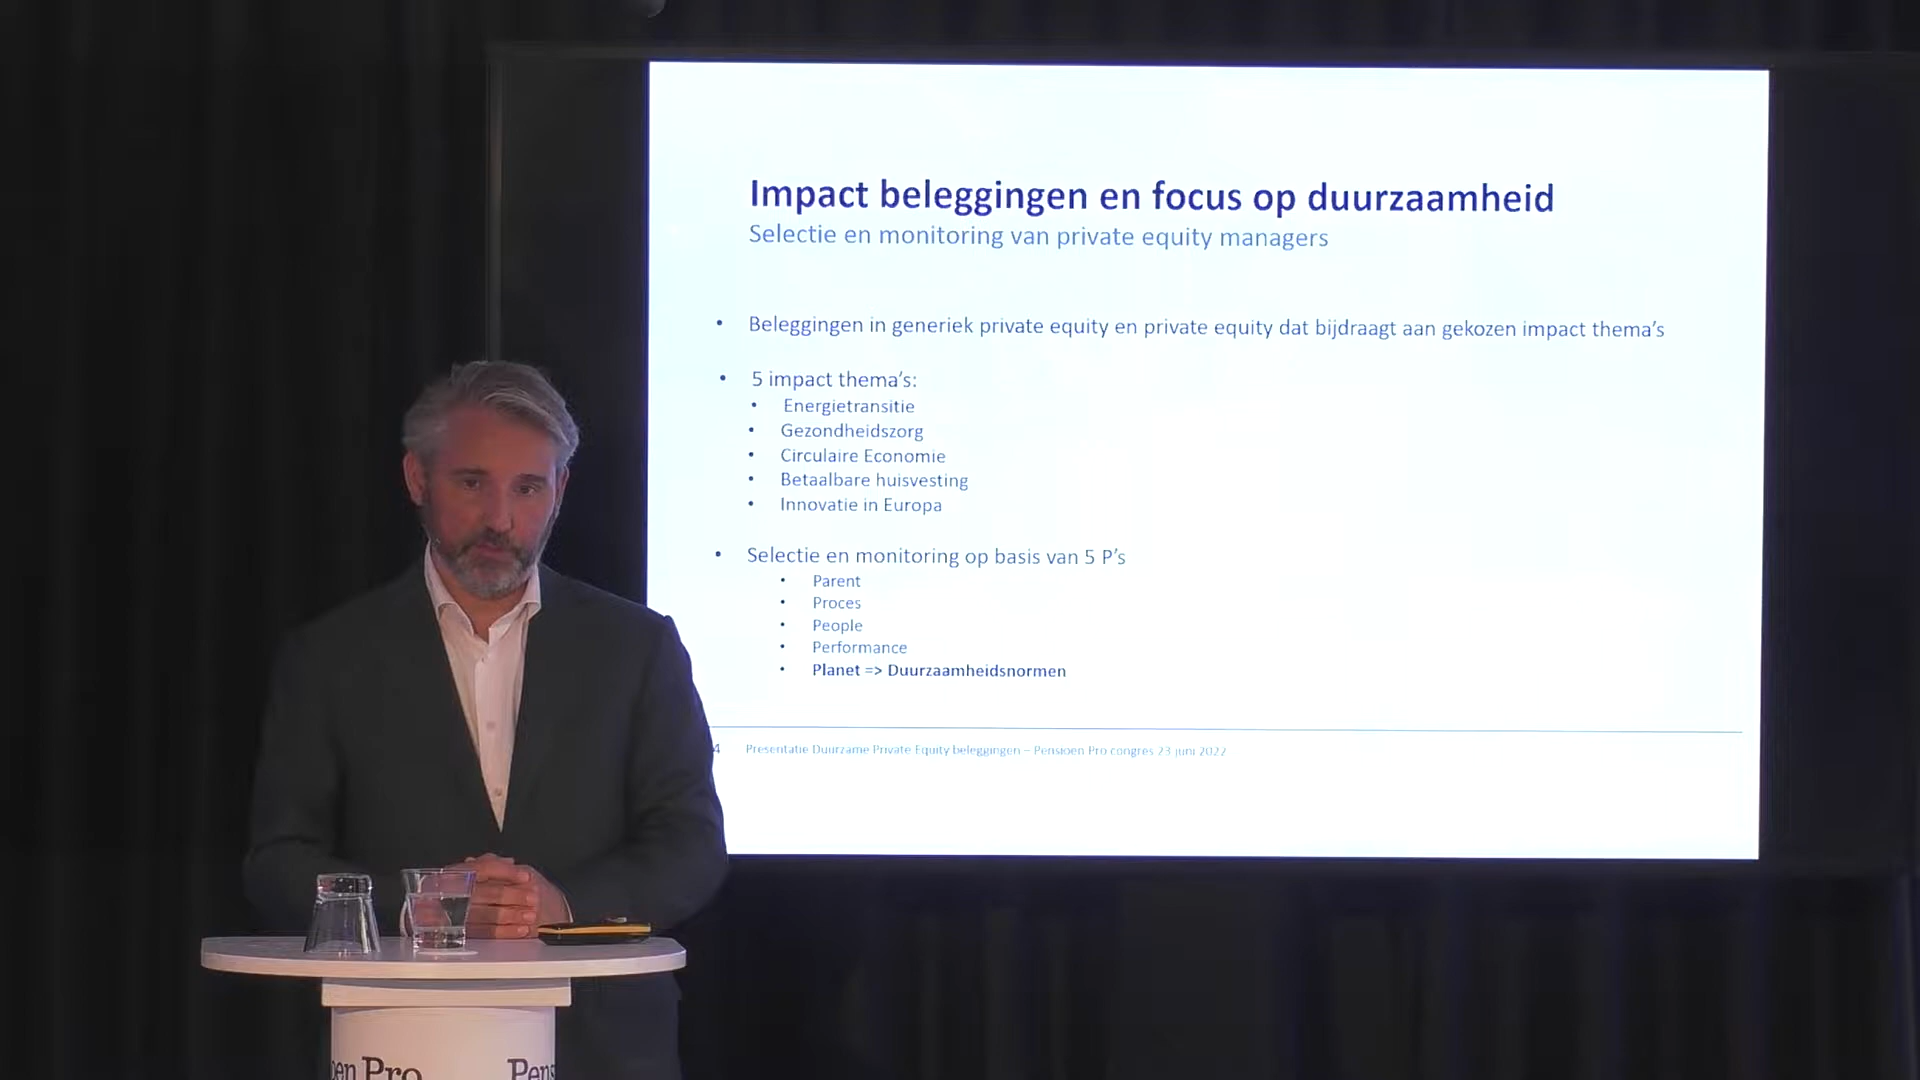 Impact beleggingen en focus op duurzaamheid
Selectie en monitoring van private equity managers
• Beleggingen in generiek private equity en private equity dat bijdraagt aan gekozen impact thema's
• 5 impact thema's:
• Energietransitie
• Gezondheidszorg
• Circulaire Economie
• Betaalbare huisvesting
• Innovatie in Europa
• Selectie en monitoring op basis van 5 P's
• Parent
• Proces
• People
• Performance
• Planet => Duurzaamheidsnormen
4 Presentatie Duurzame Private Equity beleggingen – Pensioen Pro congres 23 juni 2022
oen Pro Pens